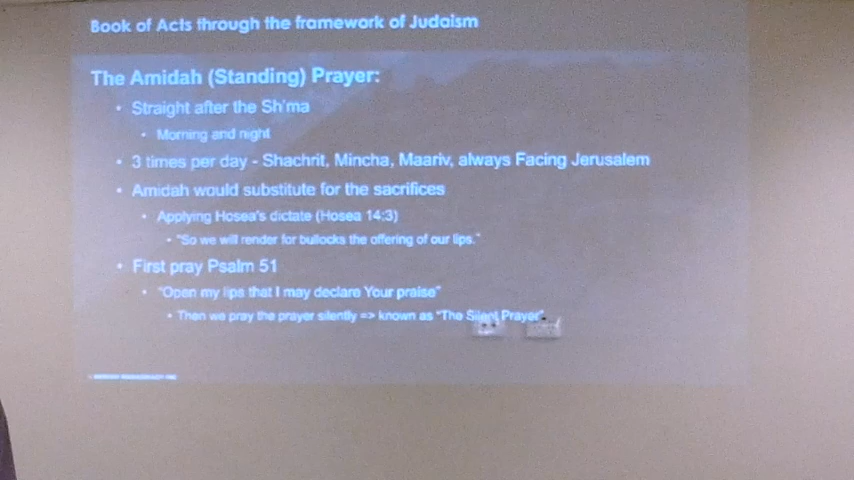 Book of Acts through the framework of Judaism
The Amidah (Standing) Prayer:
• Straight after the Sh'ma
• Morning and night
• 3 times per day - Shachrit, Mincha, Maariv, always Facing Jerusalem
• Amidah would substitute for the sacrifices
• Applying Hosea's dictate (Hosea 14:3)
• "So we will render for bullocks the offering of our lips."
• First pray Psalm 51
• "Open my lips that I may declare Your praise"
• Then we pray the prayer silently => known as "The Silent Prayer".